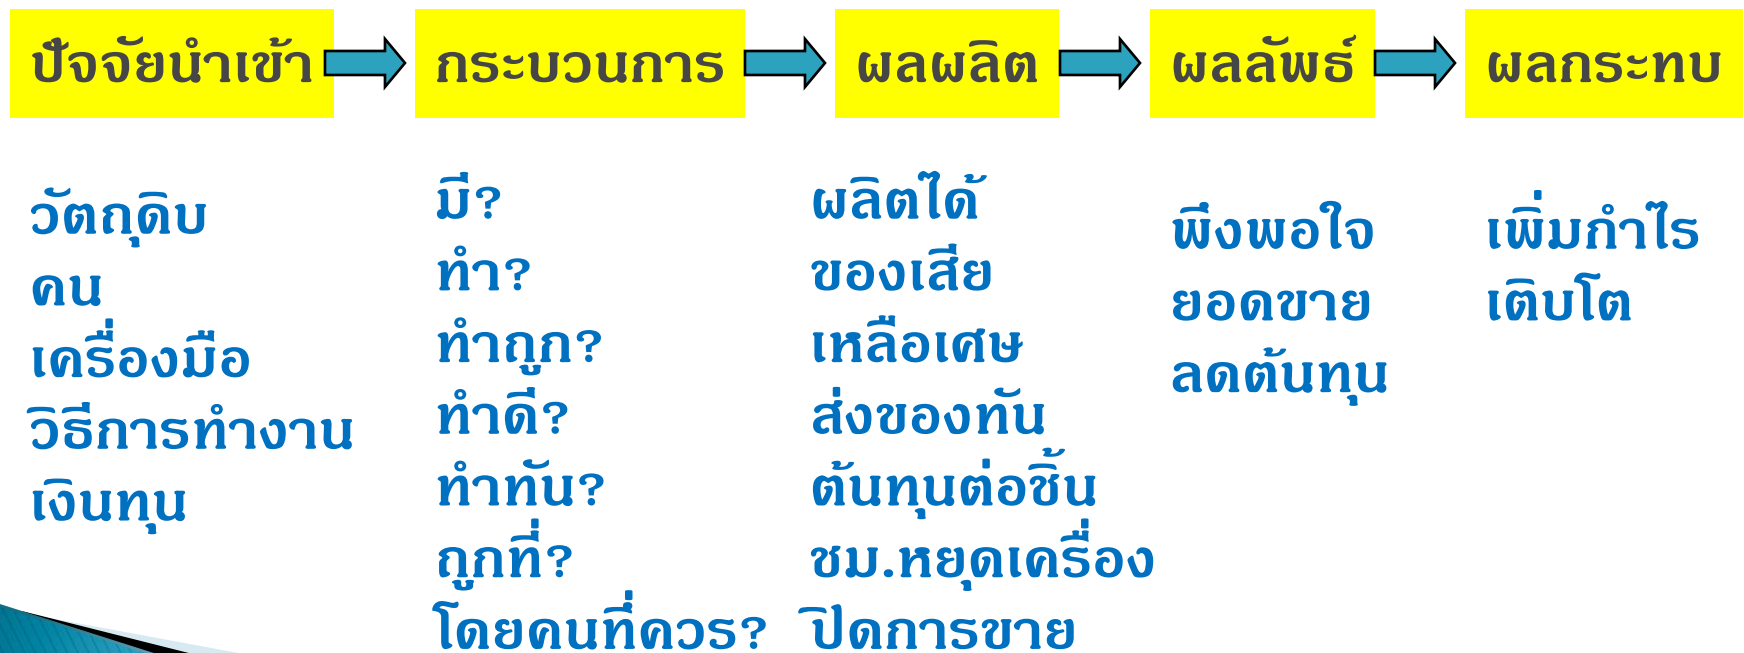 ปัจจัยนำเข้า
กระบวนการ
ผลผลิต
ผลลัพธ์
ผลกระทบ
วัตถุดิบ
คน
เครื่องมือ
วิธีการทำงาน
เงินทุน
มี?
ทำ?
ทำถูก?
ทำดี?
ทำทัน?
ถูกที่?
โดยคนที่ควร?
ผลิตได้
ของเสีย
เหลือเศษ
ส่งของทัน
ต้นทุนต่อชิ้น
ชม.หยุดเครื่อง
ปิดการขาย
พึงพอใจ
ยอดขาย
ลดต้นทุน
เพิ่มกำไร
เติบโต